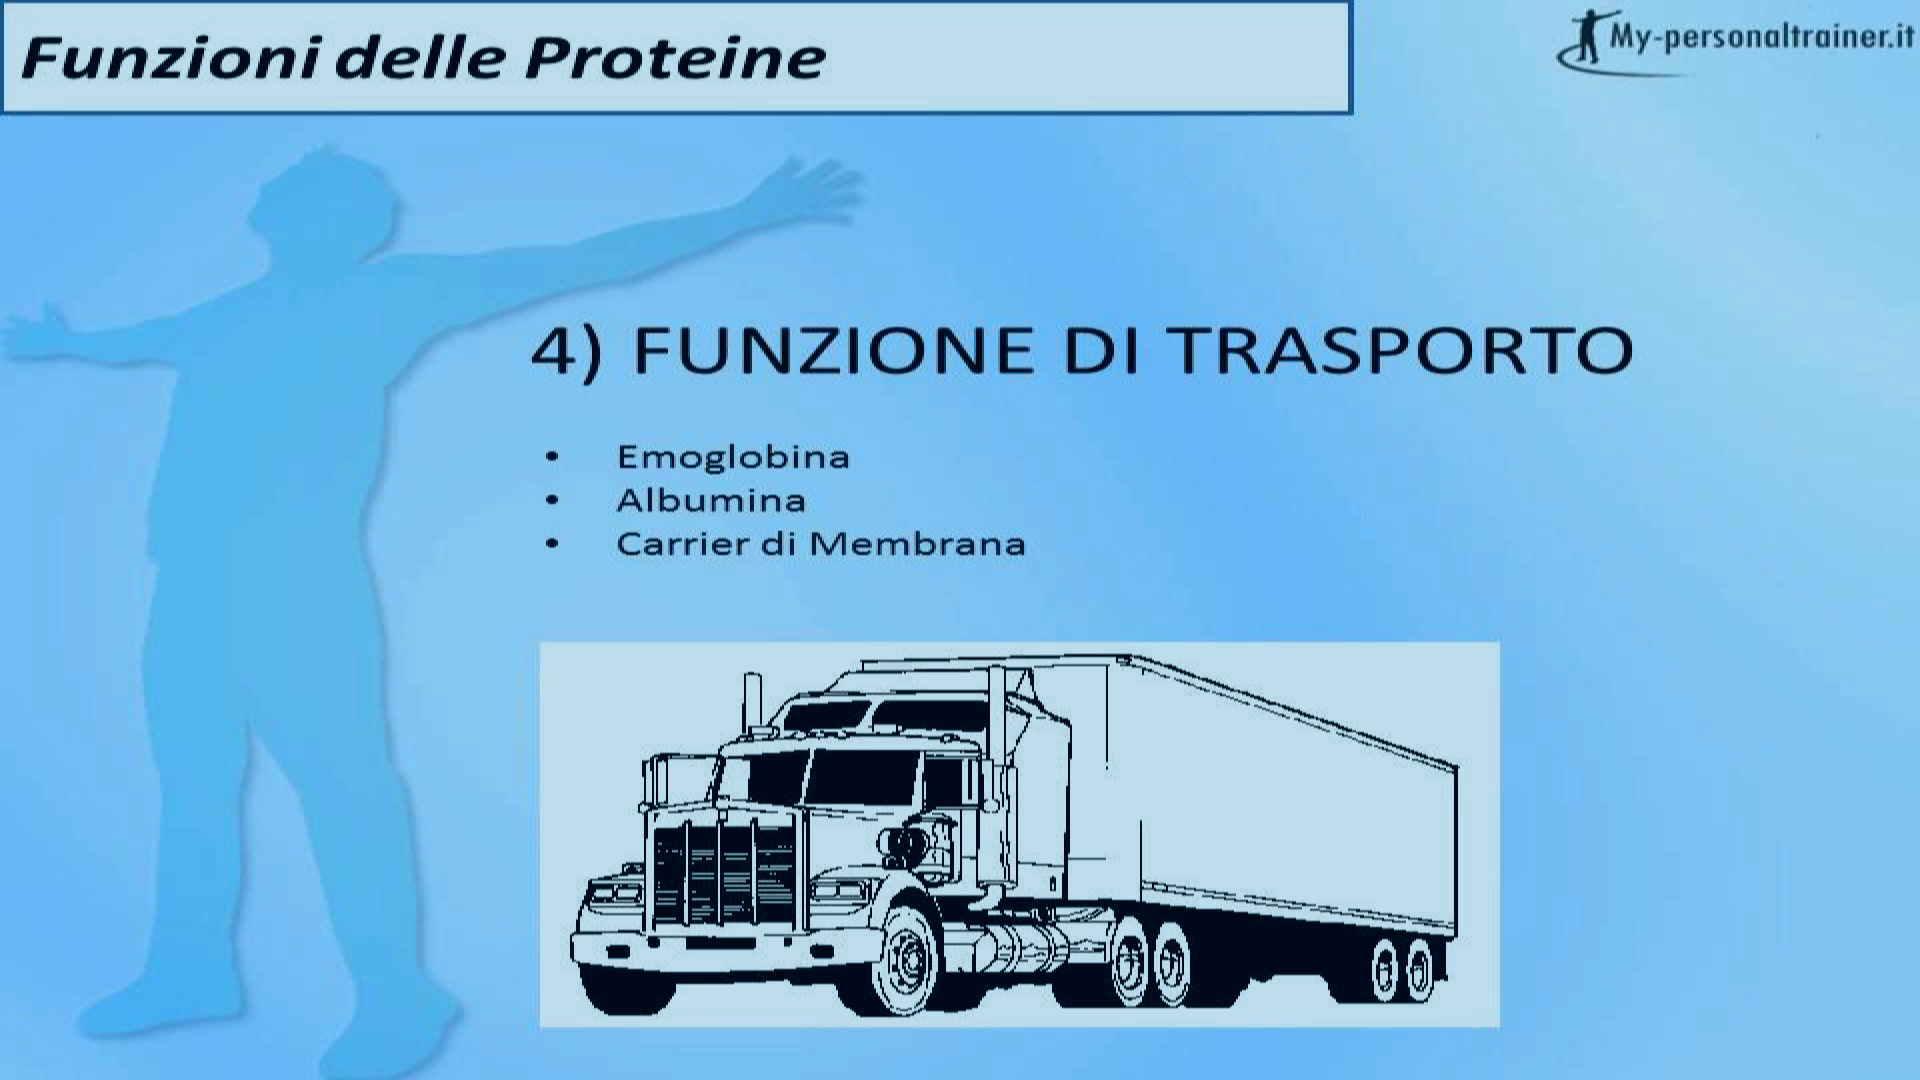 Funzioni delle Proteine
My-personaltrainer.it
4) FUNZIONE DI TRASPORTO
• Emoglobina
• Albumina
• Carrier di Membrana